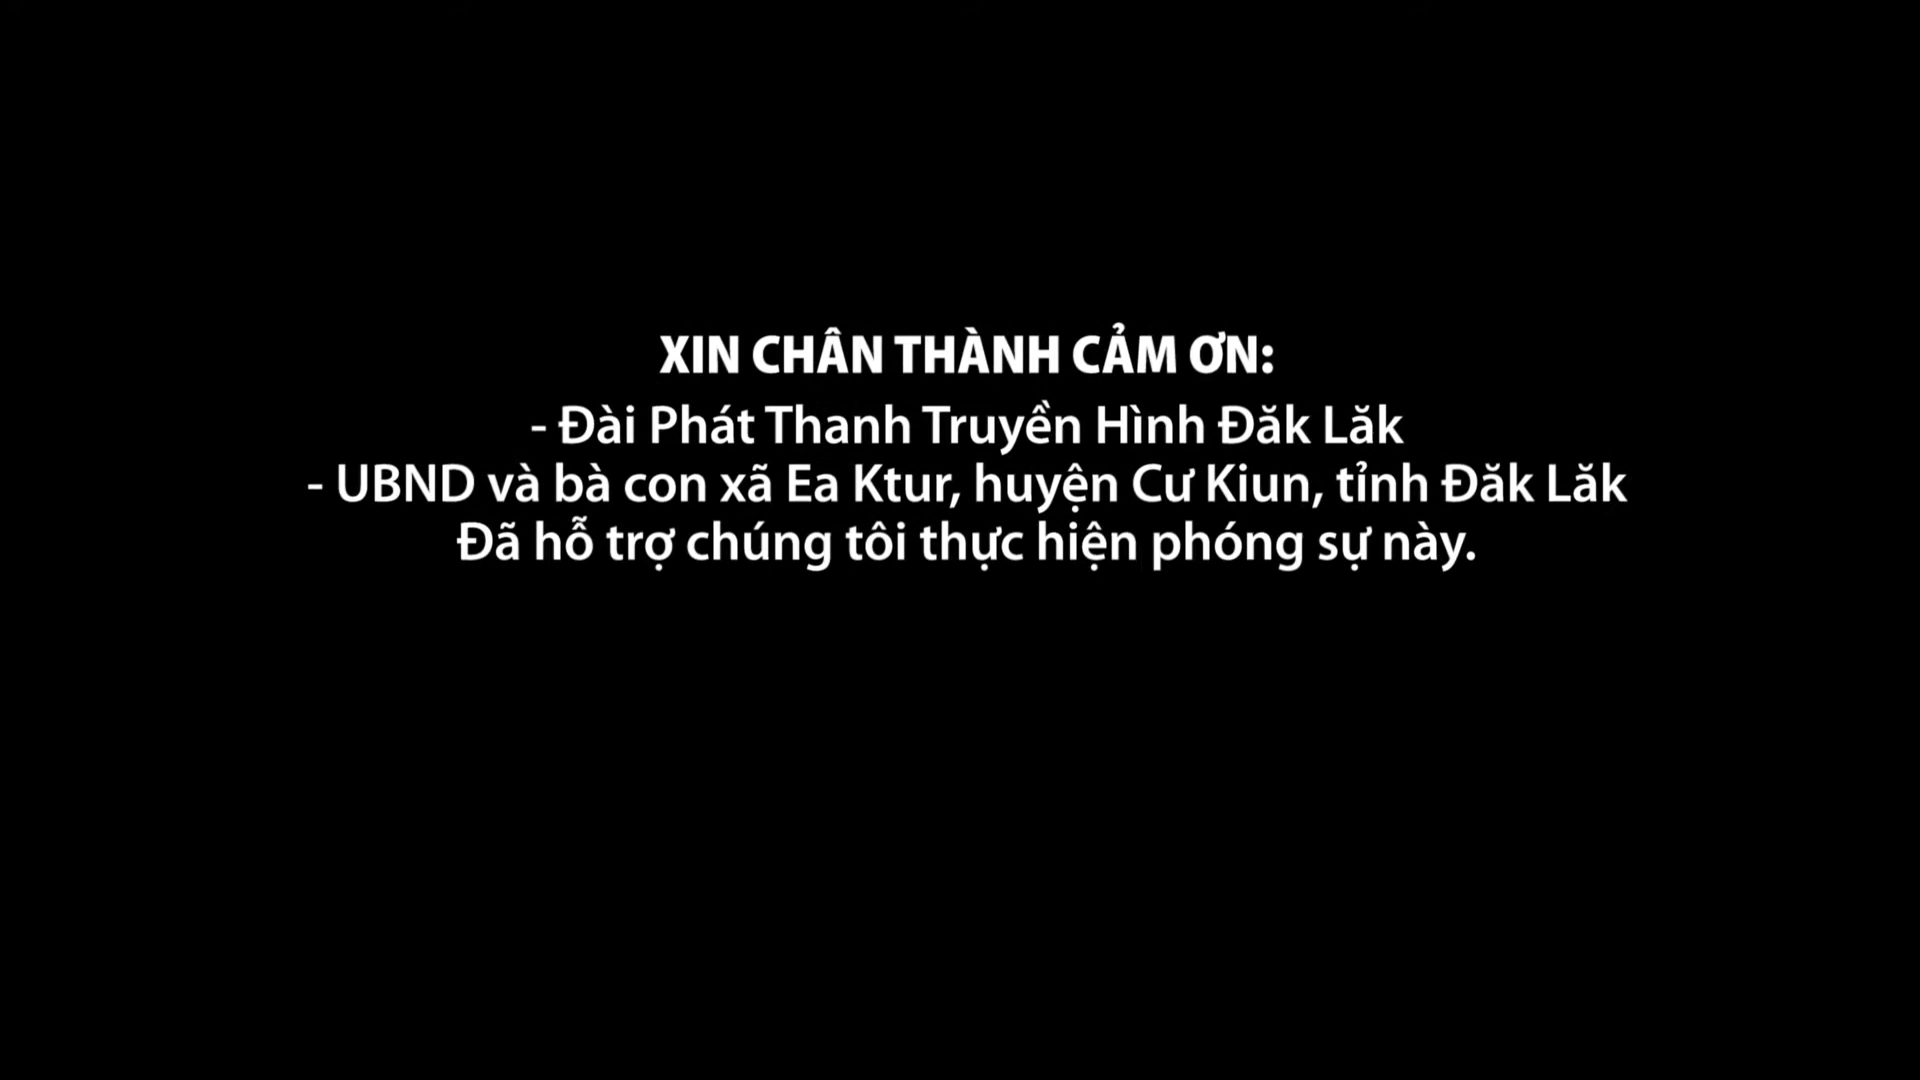 XIN CHÂN THÀNH CẢM ƠN:
- Đài Phát Thanh Truyền Hình Đăk Lăk
- UBND và bà con xã Ea Ktur, huyện Cư Kiun, tỉnh Đăk Lăk
Đã hỗ trợ chúng tôi thực hiện phóng sự này.